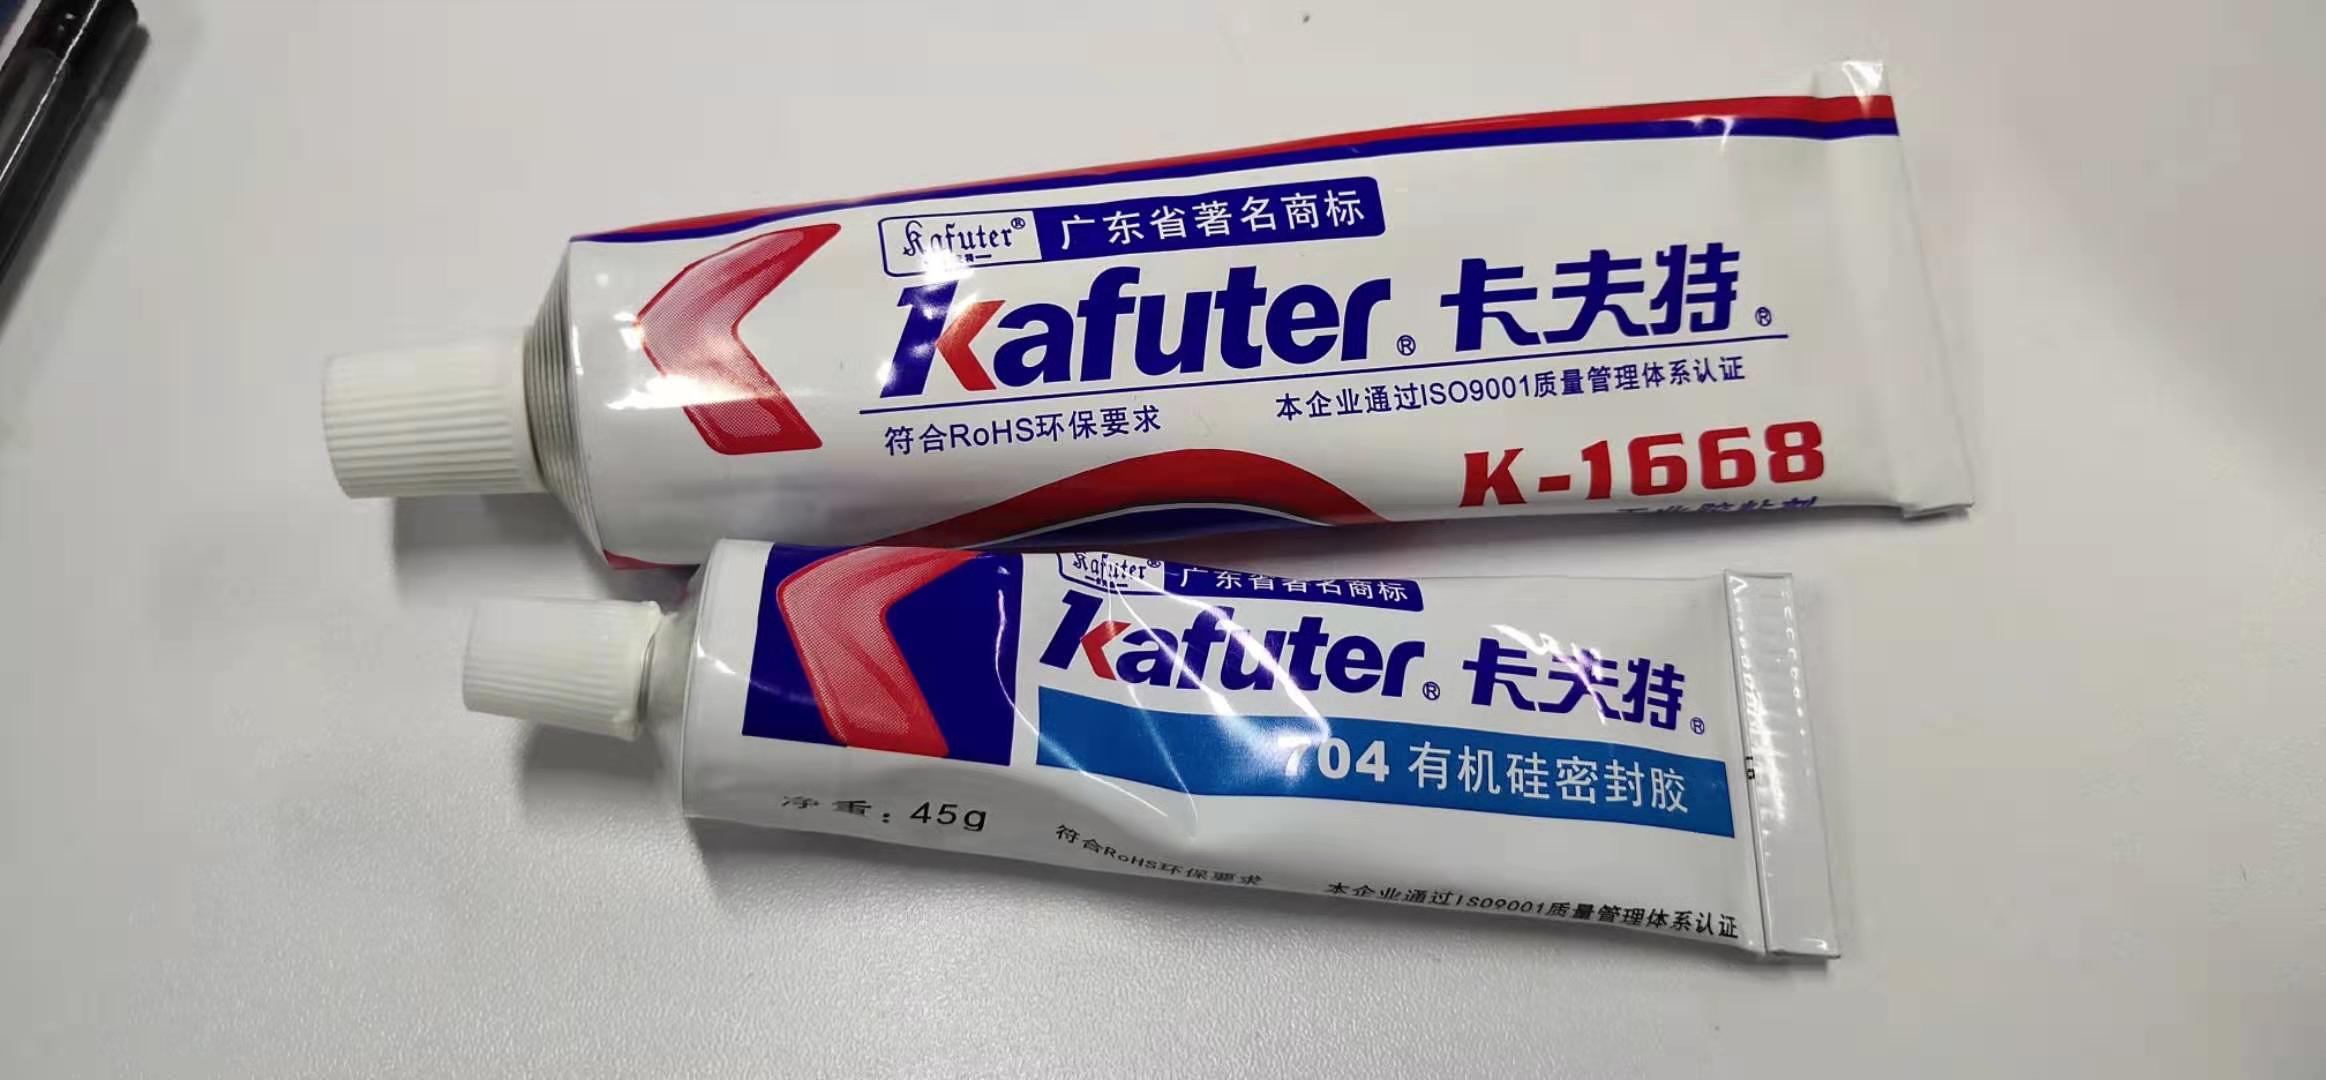 Kafuter® 广东省著名商标
Kafuter® 卡夫特®
符合RoHS环保要求 本企业通过ISO9001质量管理体系认证
K-1668
工业胶粘剂
Kafuter® 广东省著名商标
Kafuter® 卡夫特®
704 有机硅密封胶
净重: 45g
符合RoHS环保要求 本企业通过ISO9001质量管理体系认证